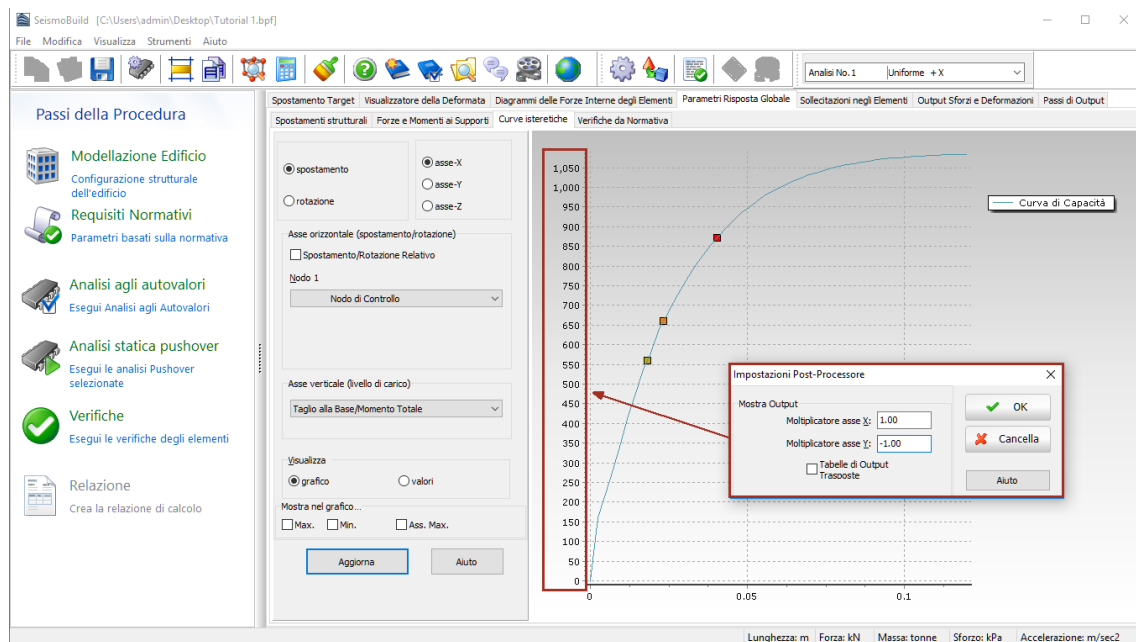 SeismoBuild [C:\Users\admin\Desktop\Tutorial 1.bpf]
File Modifica Visualizza Strumenti Aiuto
Analisi No.1 Uniforme +X
Passi della Procedura
Modellazione Edificio
Configurazione strutturale
dell'edificio
Requisiti Normativi
Parametri basati sulla normativa
Analisi agli autovalori
Esegui Analisi agli Autovalori
Analisi statica pushover
Esegui le analisi Pushover
selezionate
Verifiche
Esegui le verifiche degli elementi
Relazione
Crea la relazione di calcolo
Spostamento Target Visualizzatore della Deformata Diagrammi delle Forze Interne degli Elementi Parametri Risposta Globale Sollecitazioni negli Elementi Output Sforzi e Deformazioni Passi di Output
Spostamenti strutturali Forze e Momenti ai Supporti Curve isteretiche Verifiche da Normativa
spostamento
rotazione
asse-X
asse-Y
asse-Z
Asse orizzontale (spostamento/rotazione)
Spostamento/Rotazione Relativo
Nodo 1
Nodo di Controllo
Asse verticale (livello di carico)
Taglio alla Base/Momento Totale
Visualizza
grafico valori
Mostra nel grafico...
Max. Min. Ass. Max.
Aggiorna Aiuto
1,050
1,000
950
900
850
800
750
700
650
600
550
500
450
400
350
300
250
200
150
100
50
0
0 0.05 0.1
Curva di Capacità
Impostazioni Post-Processore
Mostra Output
Moltiplicatore asse X: 1.00
Moltiplicatore asse Y: -1.00
Tabelle di Output
Trasposte
OK
Cancella
Aiuto
Lunghezza: m Forza: kN Massa: tonne Sforzo: kPa Accelerazione: m/sec2